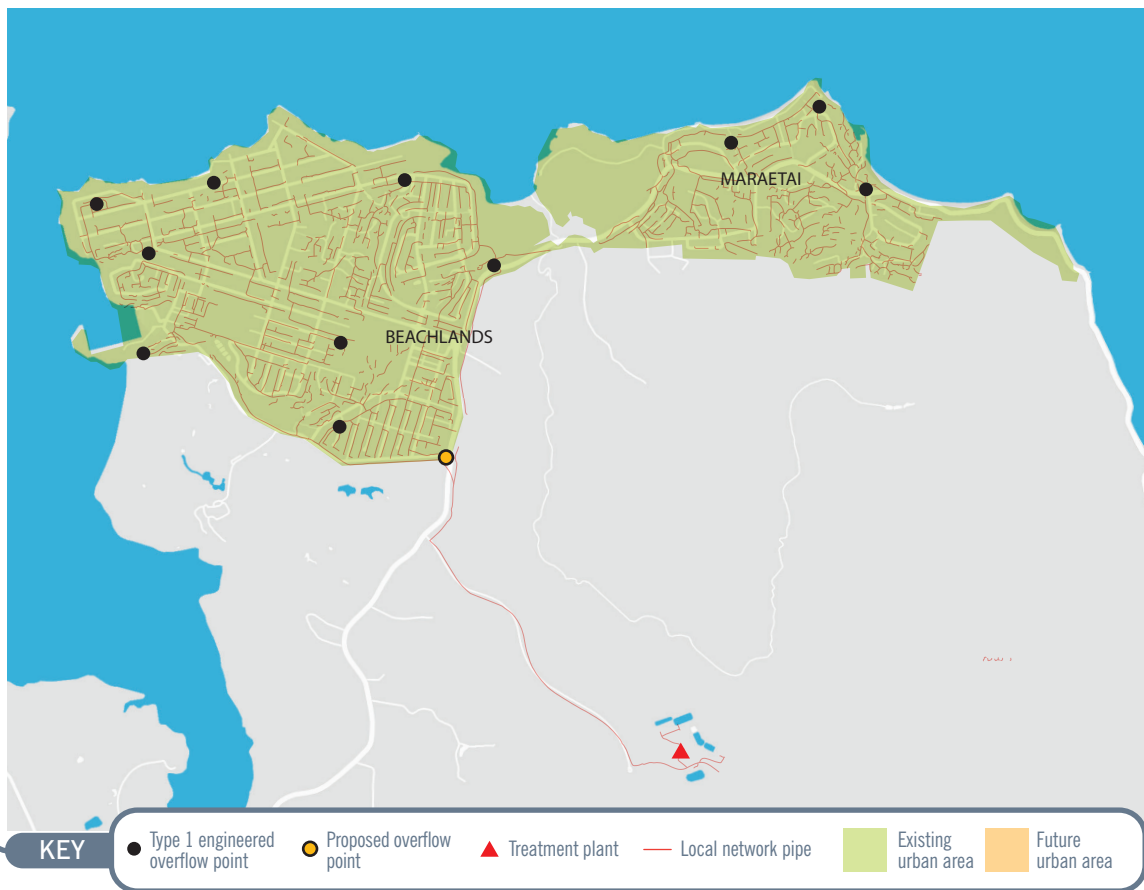 MARAETAI
BEACHLANDS
KEY
Type 1 engineered
overflow point
Proposed overflow
point
Treatment plant
Local network pipe
Existing
urban area
Future
urban area